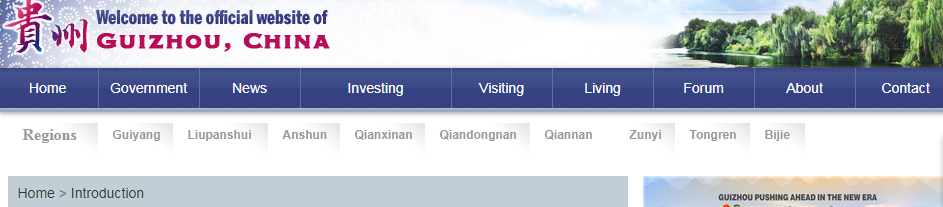 貴州
Welcome to the official website of
GUIZHOU, CHINA
Home Government News Investing Visiting Living Forum About Contact
Regions Guiyang Liupanshui Anshun Qianxinan Qiandongnan Qiannan Zunyi Tongren Bijie
Home > Introduction
GUIZHOU PUSHING AHEAD IN THE NEW ERA